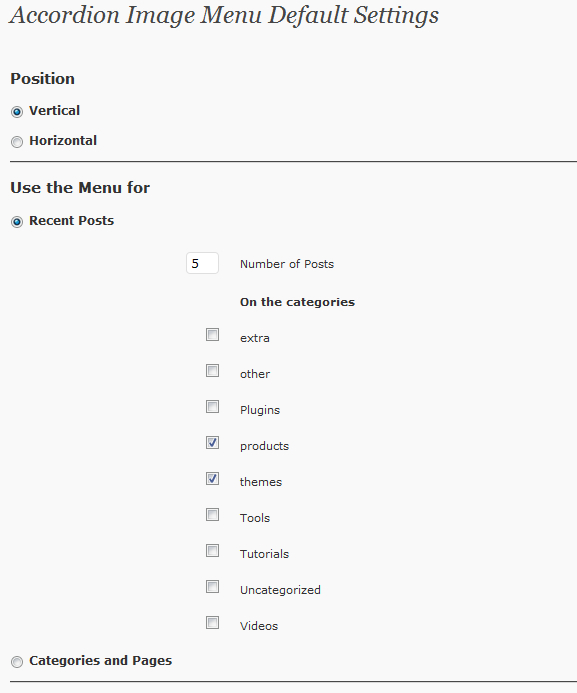 Accordion Image Menu Default Settings
Position
Vertical
Horizontal
Use the Menu for
Recent Posts
5 Number of Posts
On the categories
extra
other
Plugins
products
themes
Tools
Tutorials
Uncategorized
Videos
Categories and Pages